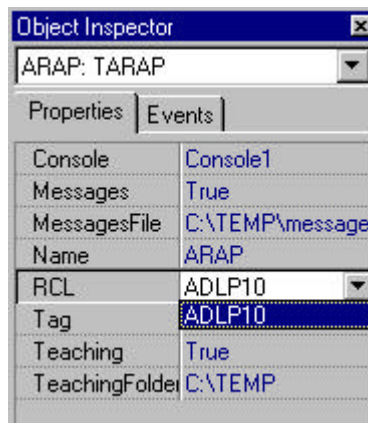 Object Inspector
ARAP: TARAP
Properties Events
Console Console1
Messages True
MessagesFile C:\TEMP\message
Name ARAP
RCL ADLP10
Tag ADLP10
Teaching True
TeachingFolder C:\TEMP